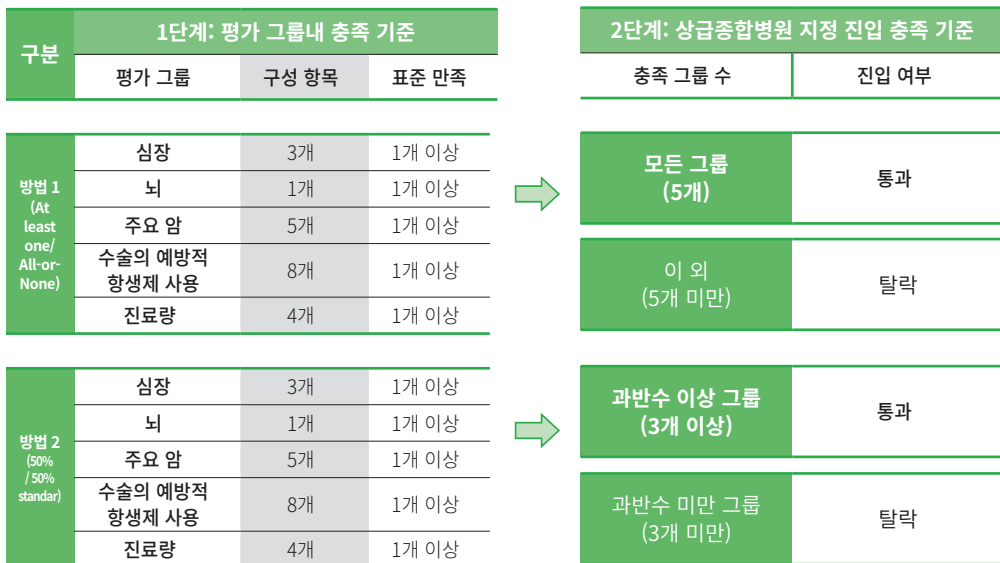 구분
1단계: 평가 그룹내 충족 기준
평가 그룹 구성 항목 표준 만족
2단계: 상급종합병원 지정 진입 충족 기준
충족 그룹 수 진입 여부
방법 1
(At
least
one/
All-or-
None)
심장 3개 1개 이상
뇌 1개 1개 이상
주요 암 5개 1개 이상
수술의 예방적
항생제 사용 8개 1개 이상
진료량 4개 1개 이상
모든 그룹
(5개)
통과
이 외
(5개 미만)
탈락
방법 2
(50%
/ 50%
standar)
심장 3개 1개 이상
뇌 1개 1개 이상
주요 암 5개 1개 이상
수술의 예방적
항생제 사용 8개 1개 이상
진료량 4개 1개 이상
과반수 이상 그룹
(3개 이상)
통과
과반수 미만 그룹
(3개 미만)
탈락